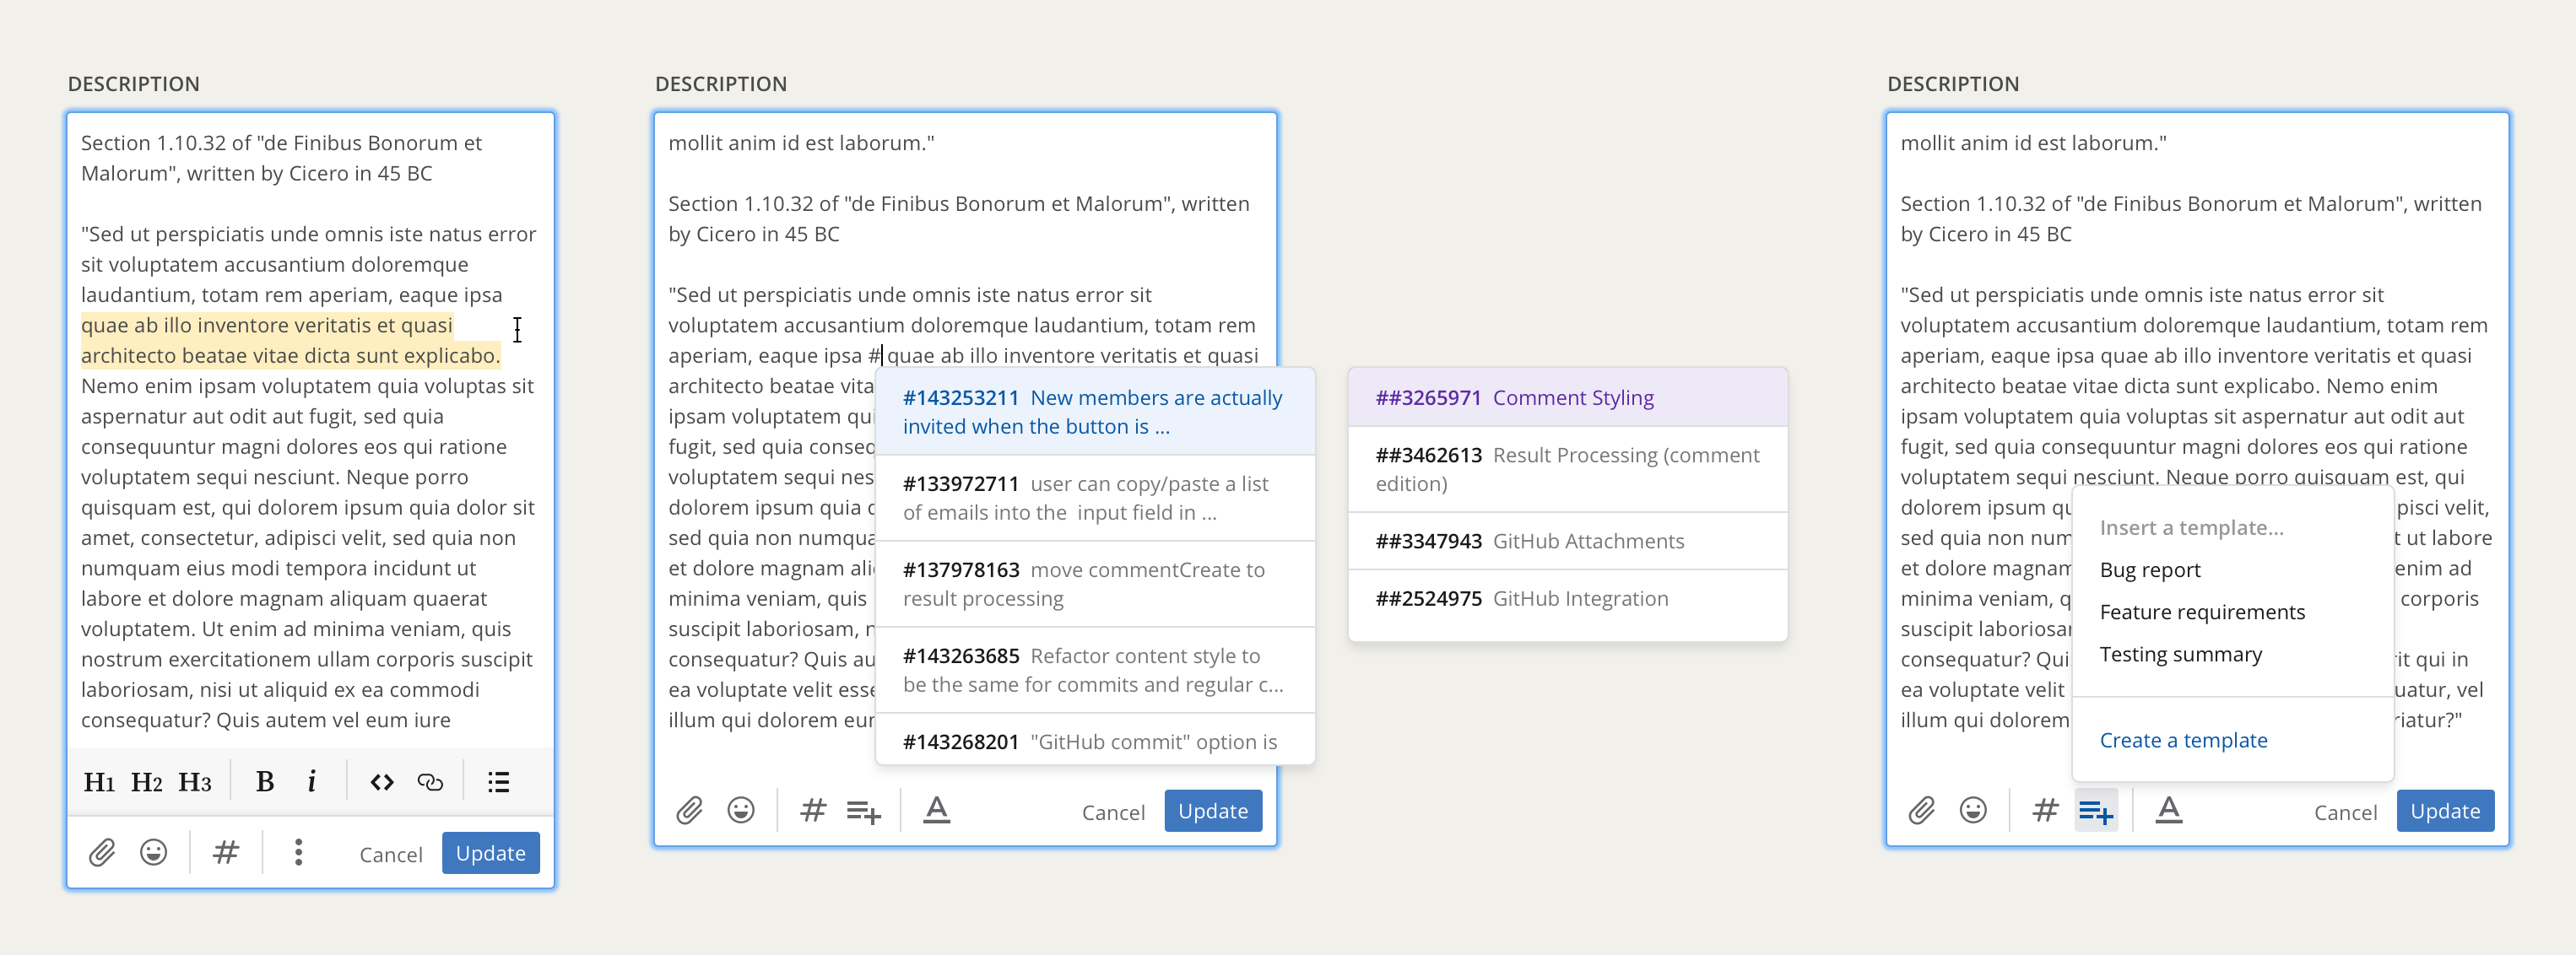 DESCRIPTION
Section 1.10.32 of "de Finibus Bonorum et
Malorum", written by Cicero in 45 BC
"Sed ut perspiciatis unde omnis iste natus error
sit voluptatem accusantium doloremque
laudantium, totam rem aperiam, eaque ipsa
quae ab illo inventore veritatis et quasi
architecto beatae vitae dicta sunt explicabo.
Nemo enim ipsam voluptatem quia voluptas sit
aspernatur aut odit aut fugit, sed quia
consequuntur magni dolores eos qui ratione
voluptatem sequi nesciunt. Neque porro
quisquam est, qui dolorem ipsum quia dolor sit
amet, consectetur, adipisci velit, sed quia non
numquam eius modi tempora incidunt ut
labore et dolore magnam aliquam quaerat
voluptatem. Ut enim ad minima veniam, quis
nostrum exercitationem ullam corporis suscipit
laboriosam, nisi ut aliquid ex ea commodi
consequatur? Quis autem vel eum iure
H1 H2 H3 B i
# Cancel Update
DESCRIPTION
mollit anim id est laborum."
Section 1.10.32 of "de Finibus Bonorum et Malorum", written
by Cicero in 45 BC
"Sed ut perspiciatis unde omnis iste natus error sit
voluptatem accusantium doloremque laudantium, totam rem
aperiam, eaque ipsa # quae ab illo inventore veritatis et quasi
architecto beatae vita
ipsam voluptatem qui
fugit, sed quia conseq
voluptatem sequi nes
dolorem ipsum quia
sed quia non numqua
et dolore magnam ali
minima veniam, quis
suscipit laboriosam,
consequatur? Quis au
ea voluptate velit esse
illum qui dolorem eur
#143253211 New members are actually
invited when the button is ...
#133972711 user can copy/paste a list
of emails into the input field in ...
#137978163 move commentCreate to
result processing
#143263685 Refactor content style to
be the same for commits and regular c...
#143268201 "GitHub commit" option is
# A Cancel Update
##3265971 Comment Styling
##3462613 Result Processing (comment
edition)
##3347943 GitHub Attachments
##2524975 GitHub Integration
DESCRIPTION
mollit anim id est laborum."
Section 1.10.32 of "de Finibus Bonorum et Malorum", written
by Cicero in 45 BC
"Sed ut perspiciatis unde omnis iste natus error sit
voluptatem accusantium doloremque laudantium, totam rem
aperiam, eaque ipsa quae ab illo inventore veritatis et quasi
architecto beatae vitae dicta sunt explicabo. Nemo enim
ipsam voluptatem quia voluptas sit aspernatur aut odit aut
fugit, sed quia consequuntur magni dolores eos qui ratione
voluptatem sequi nesciunt. Neque porro quisquam est, qui
dolorem ipsum qu pisci velit,
sed quia non num t ut labore
et dolore magnam enim ad
minima veniam, q corporis
suscipit laboriosar
consequatur? Qui rit qui in
ea voluptate velit uatur, vel
illum qui dolorem riatur?"
Insert a template...
Bug report
Feature requirements
Testing summary
Create a template
# A Cancel Update